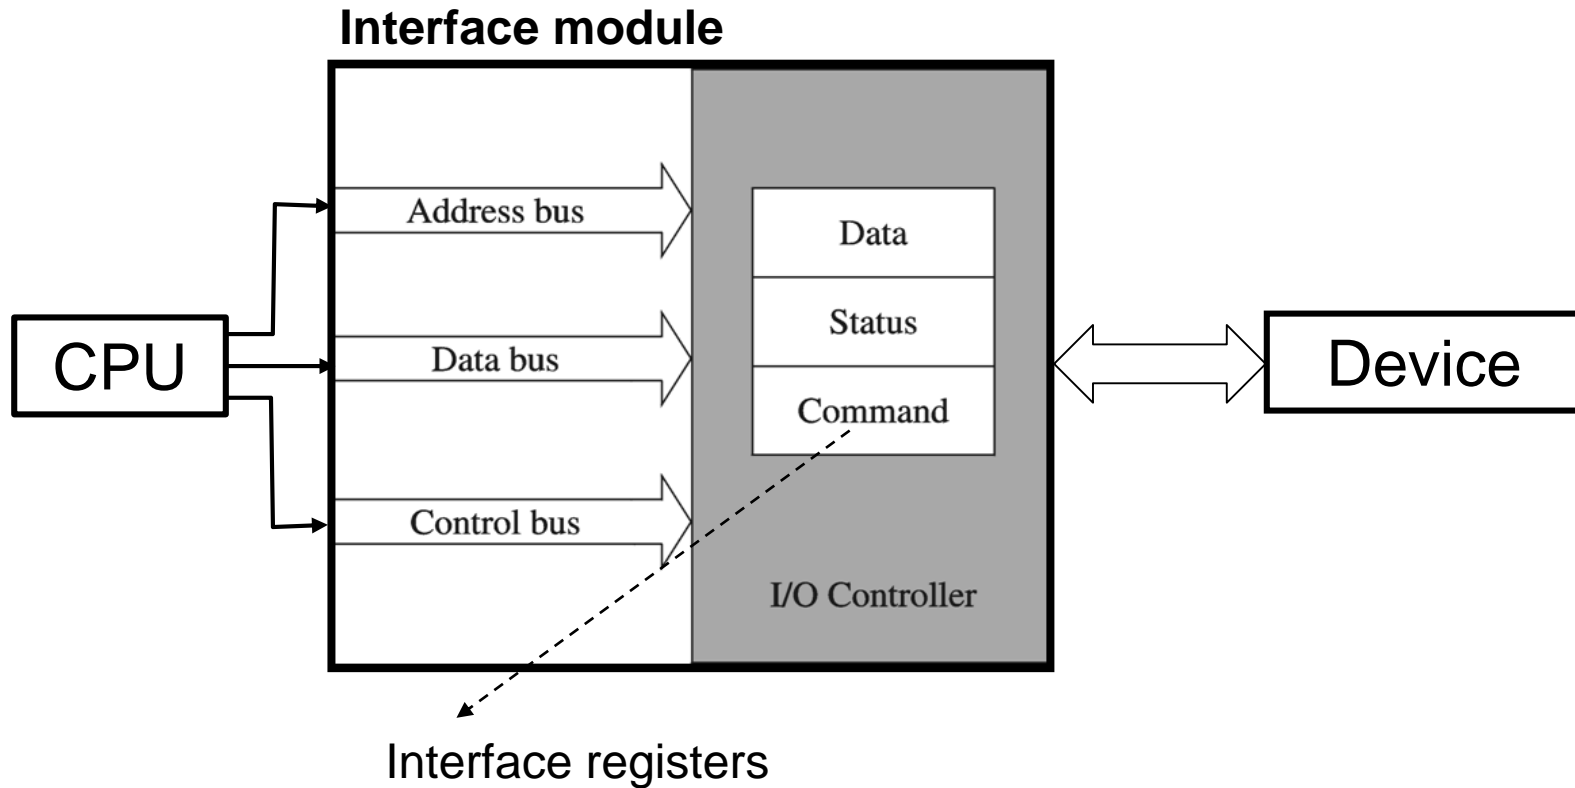 Interface module
Address bus
Data
Status
CPU
Data bus
Device
Command
Control bus
I/O Controller
Interface registers